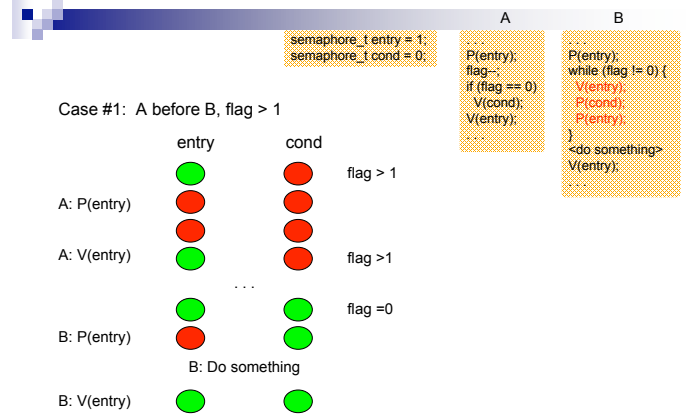 A B
semaphore_t entry = 1;
semaphore_t cond = 0;
. . .
P(entry);
flag--;
if (flag == 0)
V(cond);
V(entry);
. . .
. . .
P(entry);
while (flag != 0) {
V(entry);
P(cond);
P(entry);
}
<do something>
V(entry);
. . .
Case #1: A before B, flag > 1
entry cond
flag > 1
A: P(entry)
A: V(entry) flag >1
. . .
flag =0
B: P(entry)
B: Do something
B: V(entry)